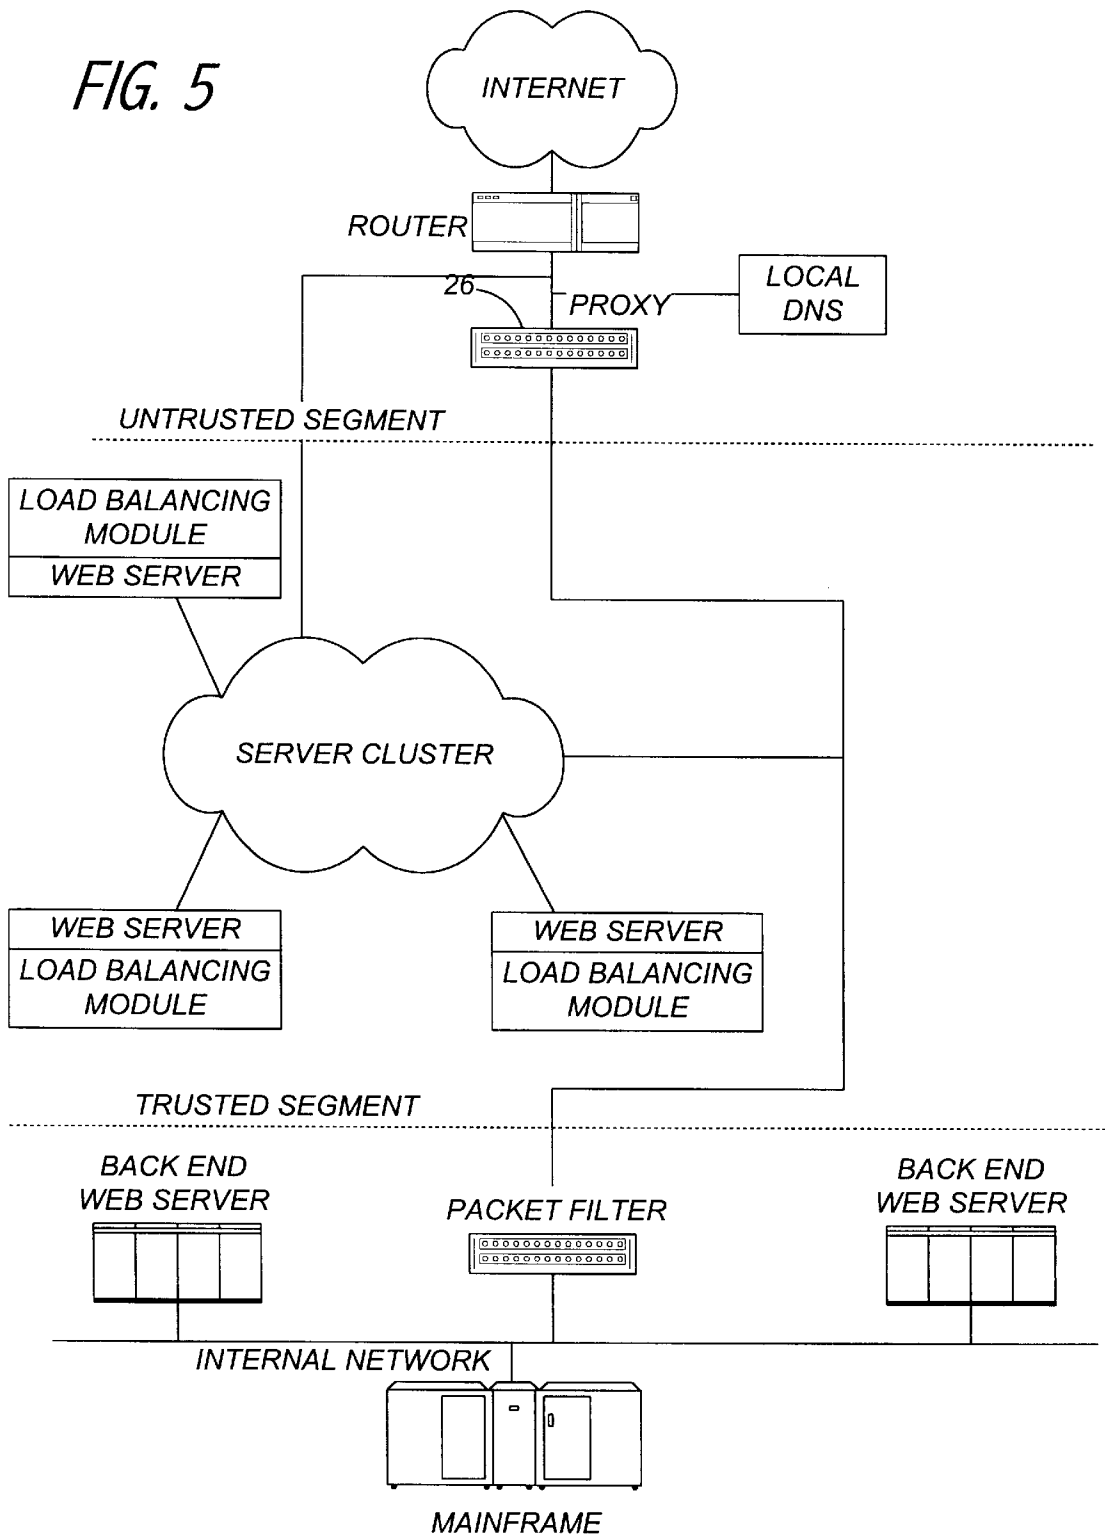 FIG. 5
INTERNET
ROUTER
26
PROXY
LOCAL
DNS
UNTRUSTED SEGMENT
LOAD BALANCING
MODULE
WEB SERVER
SERVER CLUSTER
WEB SERVER
LOAD BALANCING
MODULE
WEB SERVER
LOAD BALANCING
MODULE
TRUSTED SEGMENT
BACK END
WEB SERVER
PACKET FILTER
BACK END
WEB SERVER
INTERNAL NETWORK
MAINFRAME